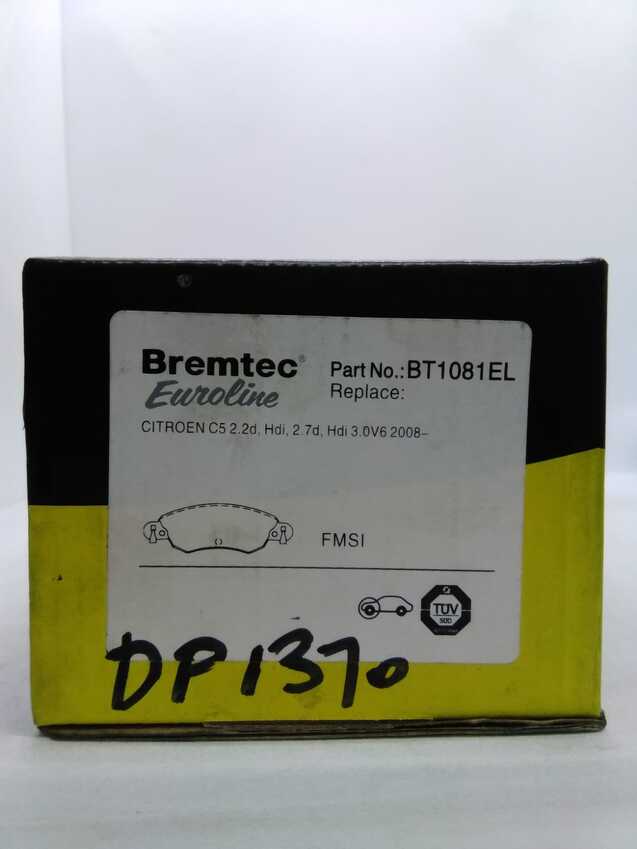 Bremtec®
Euroline
Part No.: BT1081EL
Replace:
CITROEN C5 2.2d, Hdi, 2.7d, Hdi 3.0V6 2008–
FMSI
TÜV
SÜD
DP1370